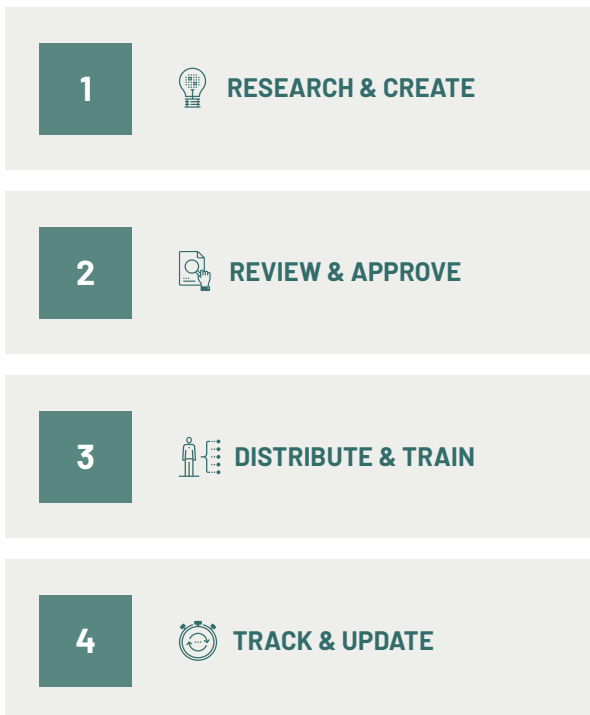 1
RESEARCH & CREATE
2
REVIEW & APPROVE
3
DISTRIBUTE & TRAIN
4
TRACK & UPDATE